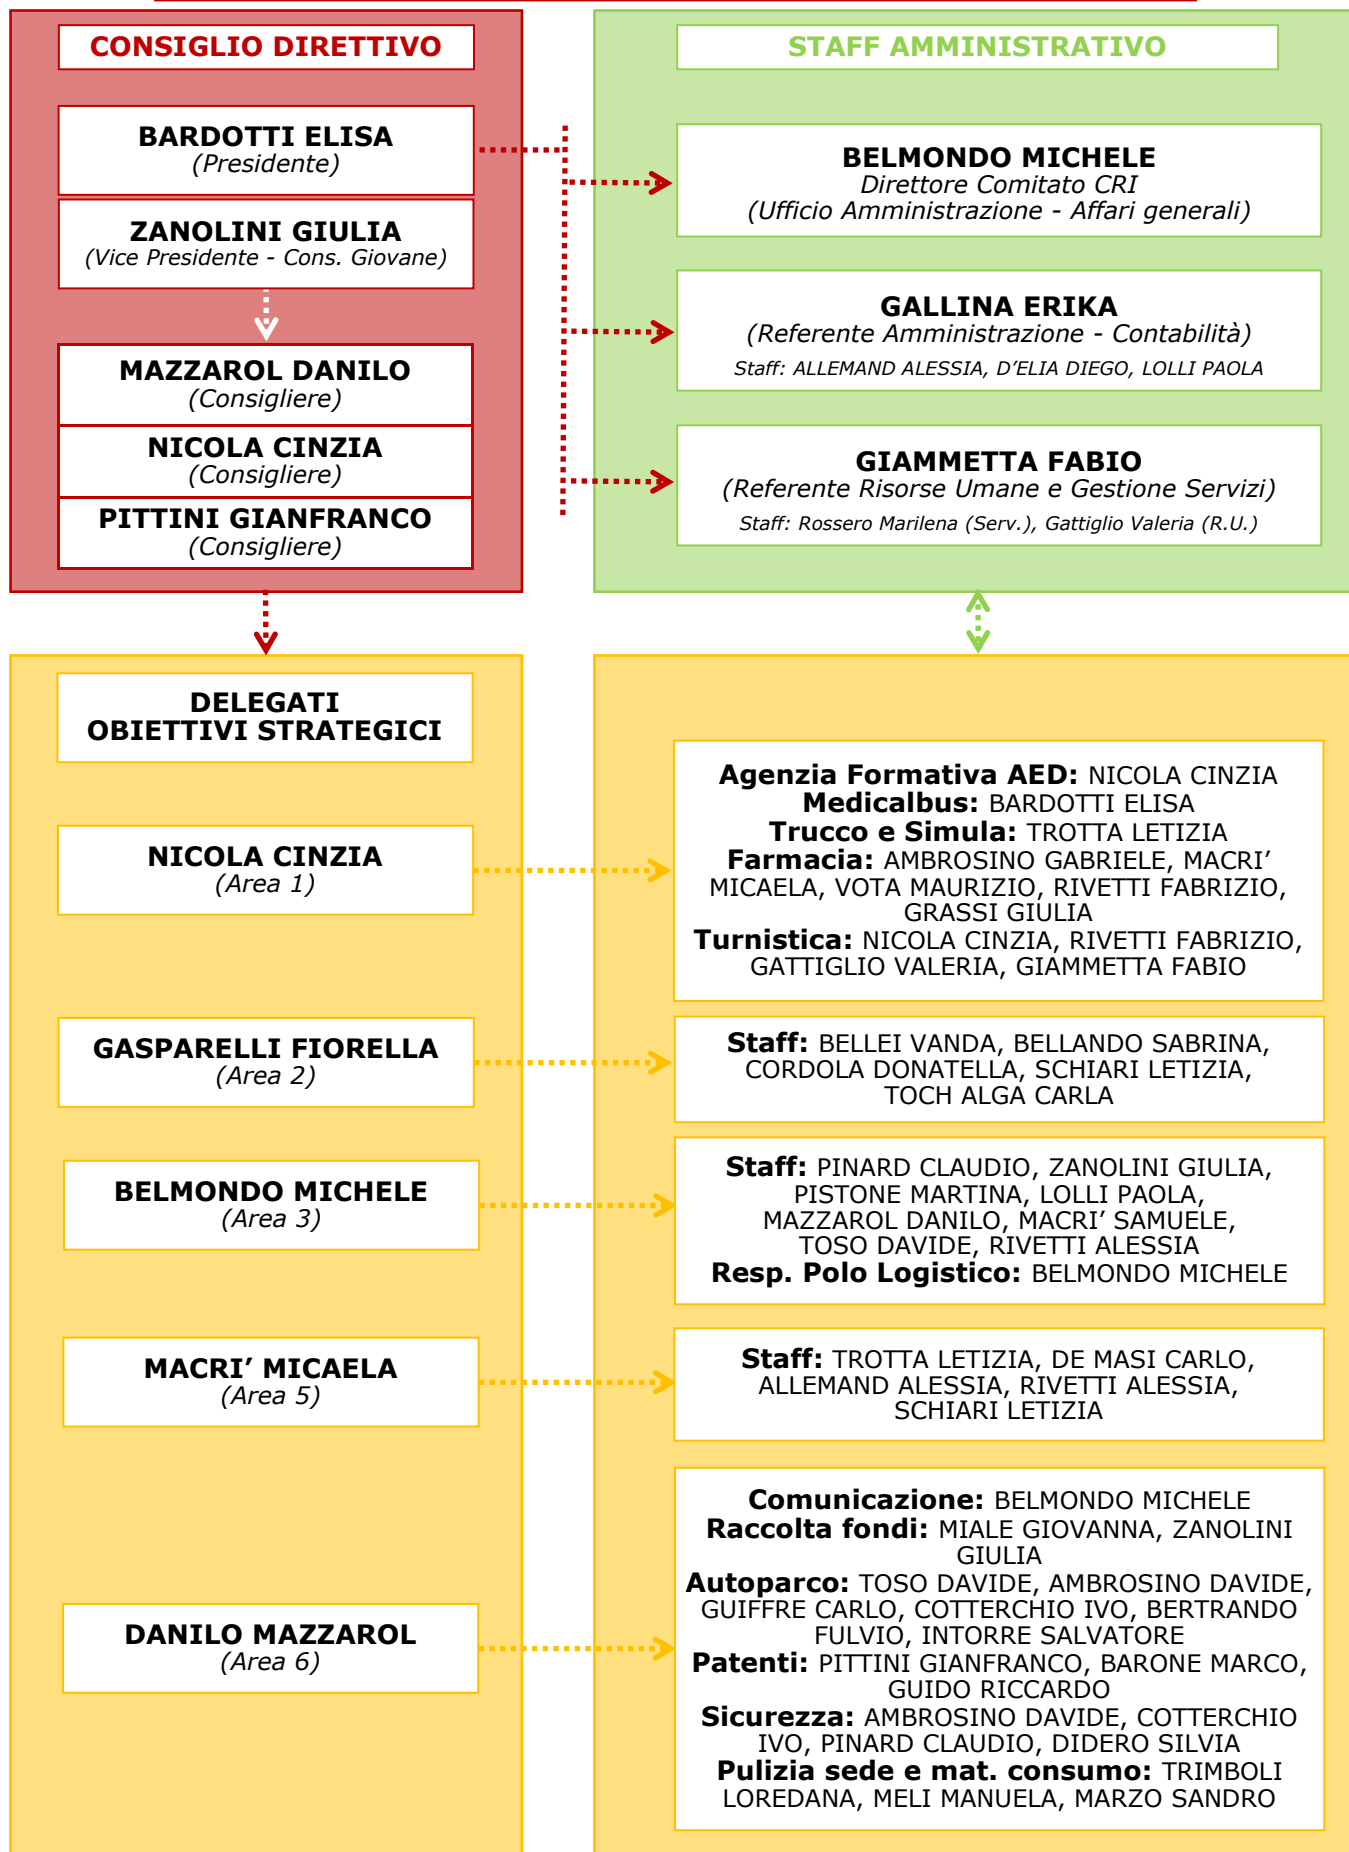 CONSIGLIO DIRETTIVO
BARDOTTI ELISA
(Presidente)
ZANOLINI GIULIA
(Vice Presidente - Cons. Giovane)
MAZZAROL DANILO
(Consigliere)
NICOLA CINZIA
(Consigliere)
PITTINI GIANFRANCO
(Consigliere)
STAFF AMMINISTRATIVO
BELMONDO MICHELE
Direttore Comitato CRI
(Ufficio Amministrazione - Affari generali)
GALLINA ERIKA
(Referente Amministrazione - Contabilità)
Staff: ALLEMAND ALESSIA, D'ELIA DIEGO, LOLLI PAOLA
GIAMMETTA FABIO
(Referente Risorse Umane e Gestione Servizi)
Staff: Rossero Marilena (Serv.), Gattiglio Valeria (R.U.)
DELEGATI
OBIETTIVI STRATEGICI
NICOLA CINZIA
(Area 1)
Agenzia Formativa AED: NICOLA CINZIA
Medicalbus: BARDOTTI ELISA
Trucco e Simula: TROTTA LETIZIA
Farmacia: AMBROSINO GABRIELE, MACRI’
MICAELA, VOTA MAURIZIO, RIVETTI FABRIZIO,
GRASSI GIULIA
Turnistica: NICOLA CINZIA, RIVETTI FABRIZIO,
GATTIGLIO VALERIA, GIAMMETTA FABIO
GASPARELLI FIORELLA
(Area 2)
Staff: BELLEI VANDA, BELLANDO SABRINA,
CORDOLA DONATELLA, SCHIARI LETIZIA,
TOCH ALGA CARLA
BELMONDO MICHELE
(Area 3)
Staff: PINARD CLAUDIO, ZANOLINI GIULIA,
PISTONE MARTINA, LOLLI PAOLA,
MAZZAROL DANILO, MACRI’ SAMUELE,
TOSO DAVIDE, RIVETTI ALESSIA
Resp. Polo Logistico: BELMONDO MICHELE
MACRI’ MICAELA
(Area 5)
Staff: TROTTA LETIZIA, DE MASI CARLO,
ALLEMAND ALESSIA, RIVETTI ALESSIA,
SCHIARI LETIZIA
DANILO MAZZAROL
(Area 6)
Comunicazione: BELMONDO MICHELE
Raccolta fondi: MIALE GIOVANNA, ZANOLINI
GIULIA
Autoparco: TOSO DAVIDE, AMBROSINO DAVIDE,
GUIFFRE CARLO, COTTERCHIO IVO, BERTRANDO
FULVIO, INTORRE SALVATORE
Patenti: PITTINI GIANFRANCO, BARONE MARCO,
GUIDO RICCARDO
Sicurezza: AMBROSINO DAVIDE, COTTERCHIO
IVO, PINARD CLAUDIO, DIDERO SILVIA
Pulizia sede e mat. consumo: TRIMBOLI
LOREDANA, MELI MANUELA, MARZO SANDRO